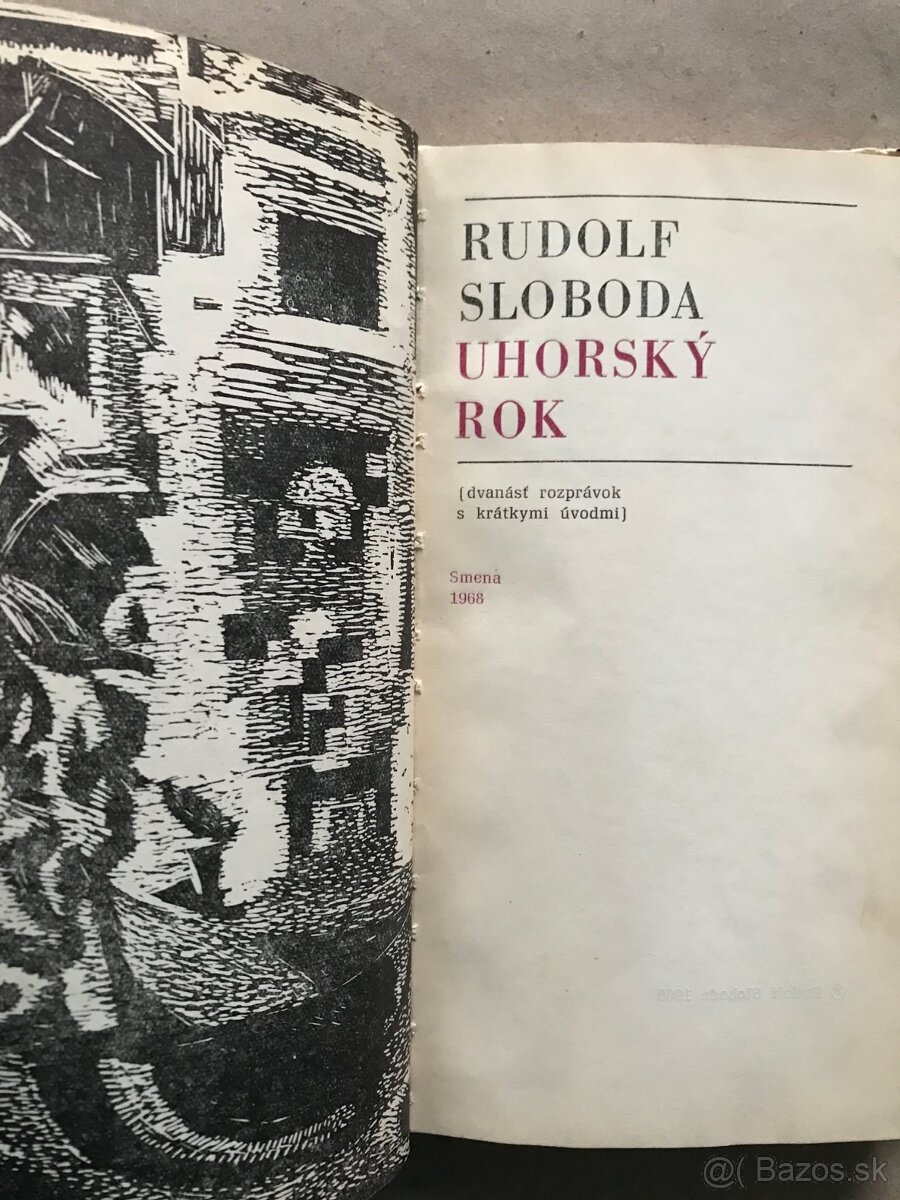 RUDOLF
SLOBODA
UHORSKÝ
ROK
(dvanásť rozprávok
s krátkymi úvodmi)
Smena
1968
@( Bazos.sk